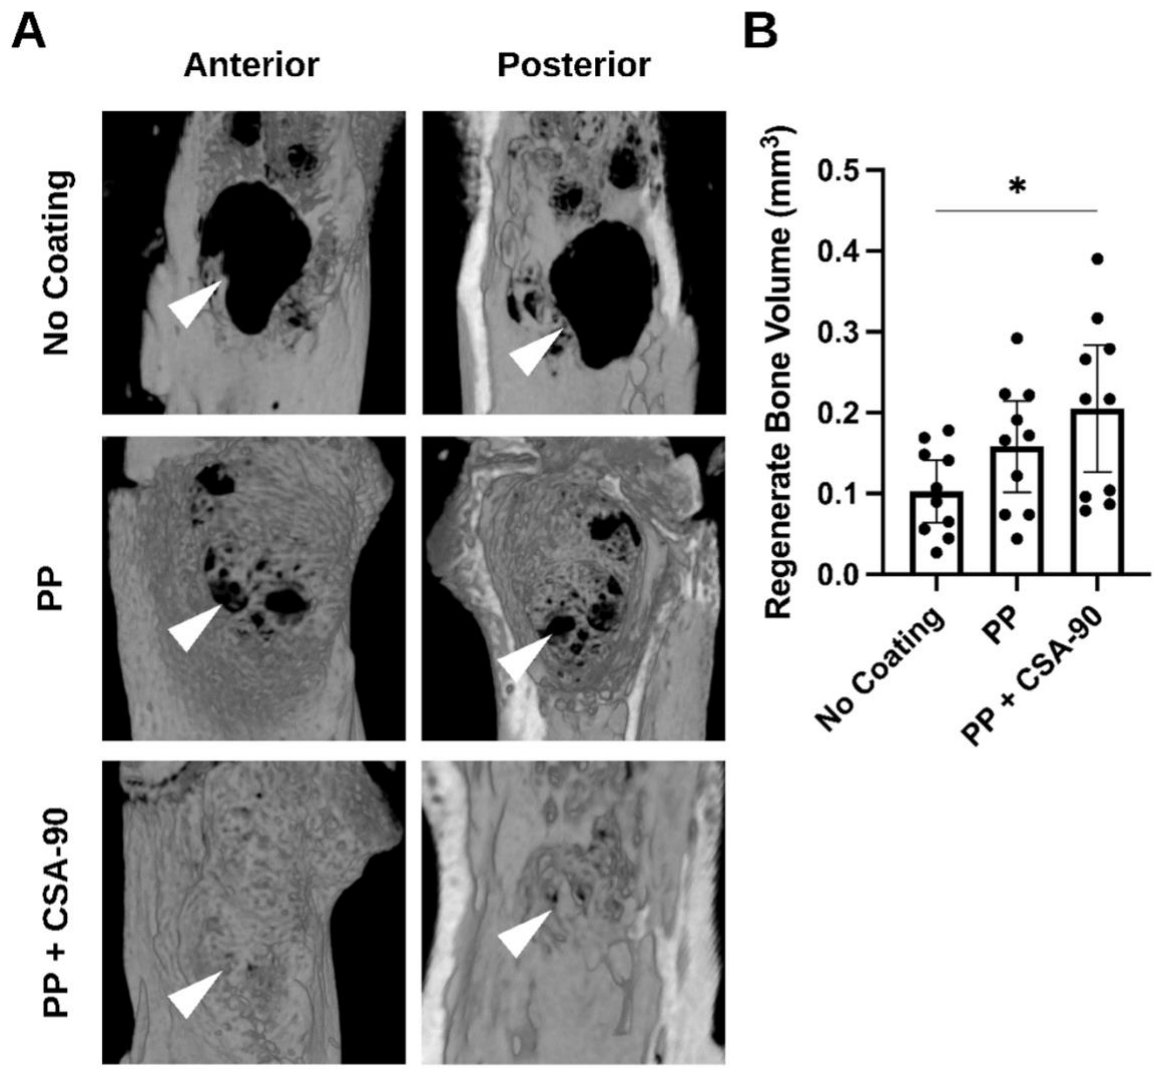 A
Anterior
Posterior
No Coating
PP
PP + CSA-90
B
Regenerate Bone Volume (mm³)
0.5
0.4
0.3
0.2
0.1
0.0
*
No Coating
PP
PP + CSA-90